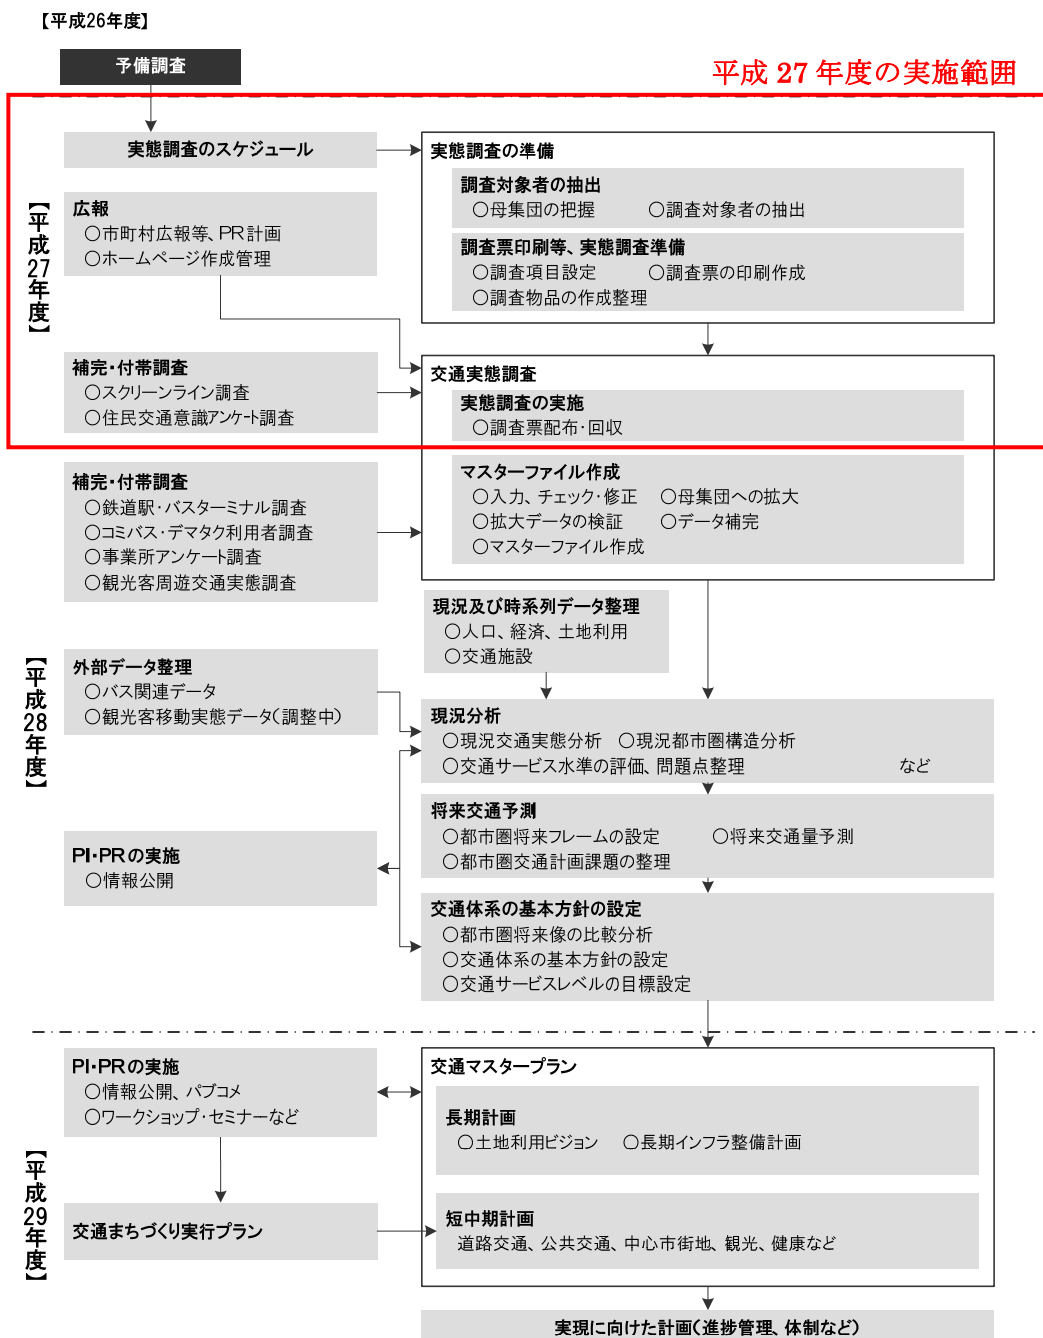 【平成26年度】
予備調査
平成 27 年度の実施範囲
【平成27年度】
実態調査のスケジュール
実態調査の準備
調査対象者の抽出
○母集団の把握 ○調査対象者の抽出
調査票印刷等、実態調査準備
○調査項目設定 ○調査票の印刷作成
○調査物品の作成整理
広報
○市町村広報等、PR計画
○ホームページ作成管理
補完・付帯調査
○スクリーンライン調査
○住民交通意識アンケート調査
交通実態調査
実態調査の実施
○調査票配布・回収
マスターファイル作成
○入力、チェック・修正 ○母集団への拡大
○拡大データの検証 ○データ補完
○マスターファイル作成
【平成28年度】
補完・付帯調査
○鉄道駅・バスターミナル調査
○コミバス・デマタク利用者調査
○事業所アンケート調査
○観光客周遊交通実態調査
現況及び時系列データ整理
○人口、経済、土地利用
○交通施設
外部データ整理
○バス関連データ
○観光客移動実態データ(調整中)
現況分析
○現況交通実態分析 ○現況都市圏構造分析
○交通サービス水準の評価、問題点整理 など
将来交通予測
○都市圏将来フレームの設定 ○将来交通量予測
○都市圏交通計画課題の整理
PI・PRの実施
○情報公開
交通体系の基本方針の設定
○都市圏将来像の比較分析
○交通体系の基本方針の設定
○交通サービスレベルの目標設定
【平成29年度】
PI・PRの実施
○情報公開、パブコメ
○ワークショップ・セミナーなど
交通まちづくり実行プラン
交通マスタープラン
長期計画
○土地利用ビジョン ○長期インフラ整備計画
短中期計画
道路交通、公共交通、中心市街地、観光、健康など
実現に向けた計画(進捗管理、体制など)